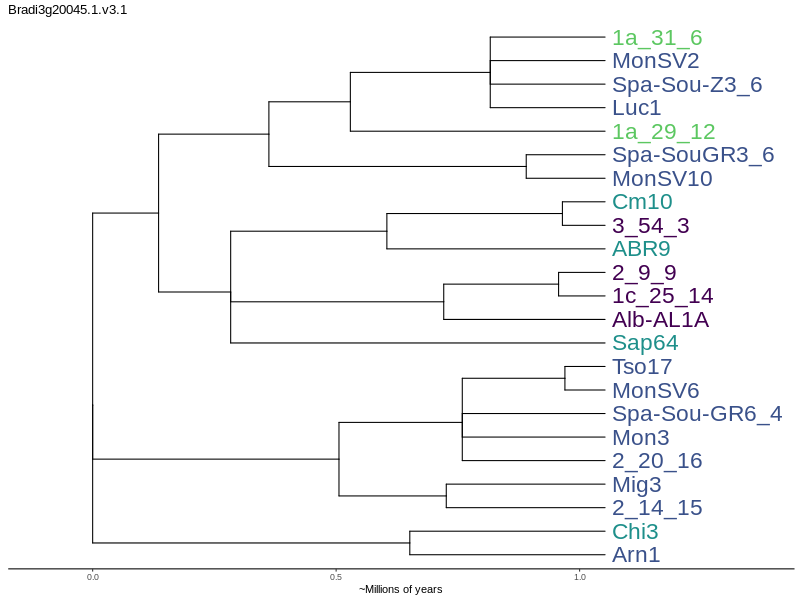 Bradi3g20045.1.v3.1
1a_31_6
MonSV2
Spa-Sou-Z3_6
Luc1
1a_29_12
Spa-SouGR3_6
MonSV10
Cm10
3_54_3
ABR9
2_9_9
1c_25_14
Alb-AL1A
Sap64
Tso17
MonSV6
Spa-Sou-GR6_4
Mon3
2_20_16
Mig3
2_14_15
Chi3
Arn1
0.0 0.5 1.0
~Millions of years